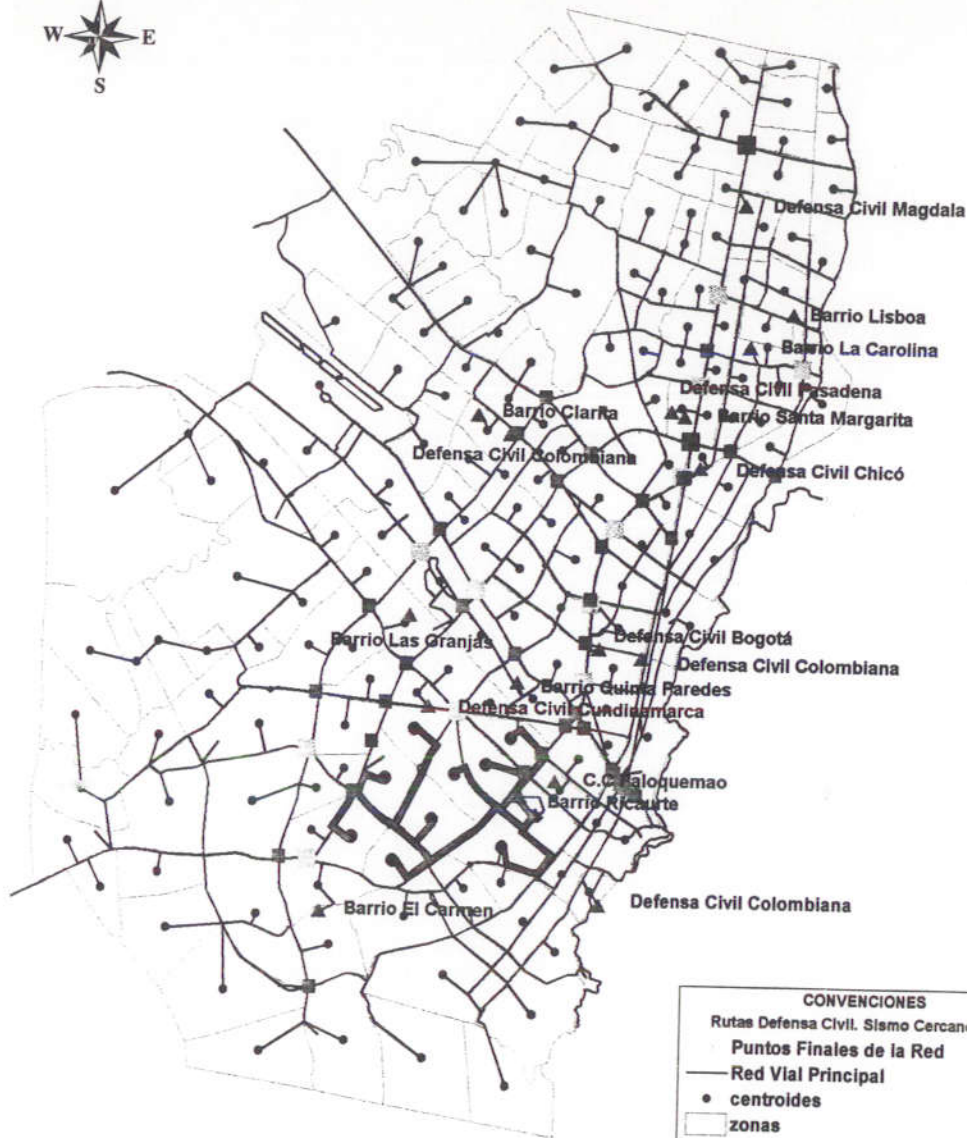 W E
S
Defensa Civil Magdala
Barrio Lisboa
Barrio La Carolina
Defensa Civil Pasadena
Barrio Clarita
Barrio Santa Margarita
Defensa Civil Colombiana
Defensa Civil Chicó
Barrio Las Granjas
Defensa Civil Bogotá
Defensa Civil Colombiana
Barrio Quinta Paredes
Defensa Civil Cundinamarca
C.C Paloquemao
Barrio Ricaurte
Barrio El Carmen
Defensa Civil Colombiana
CONVENCIONES
Rutas Defensa Civil. Sismo Cercano
Puntos Finales de la Red
Red Vial Principal
centroides
zonas